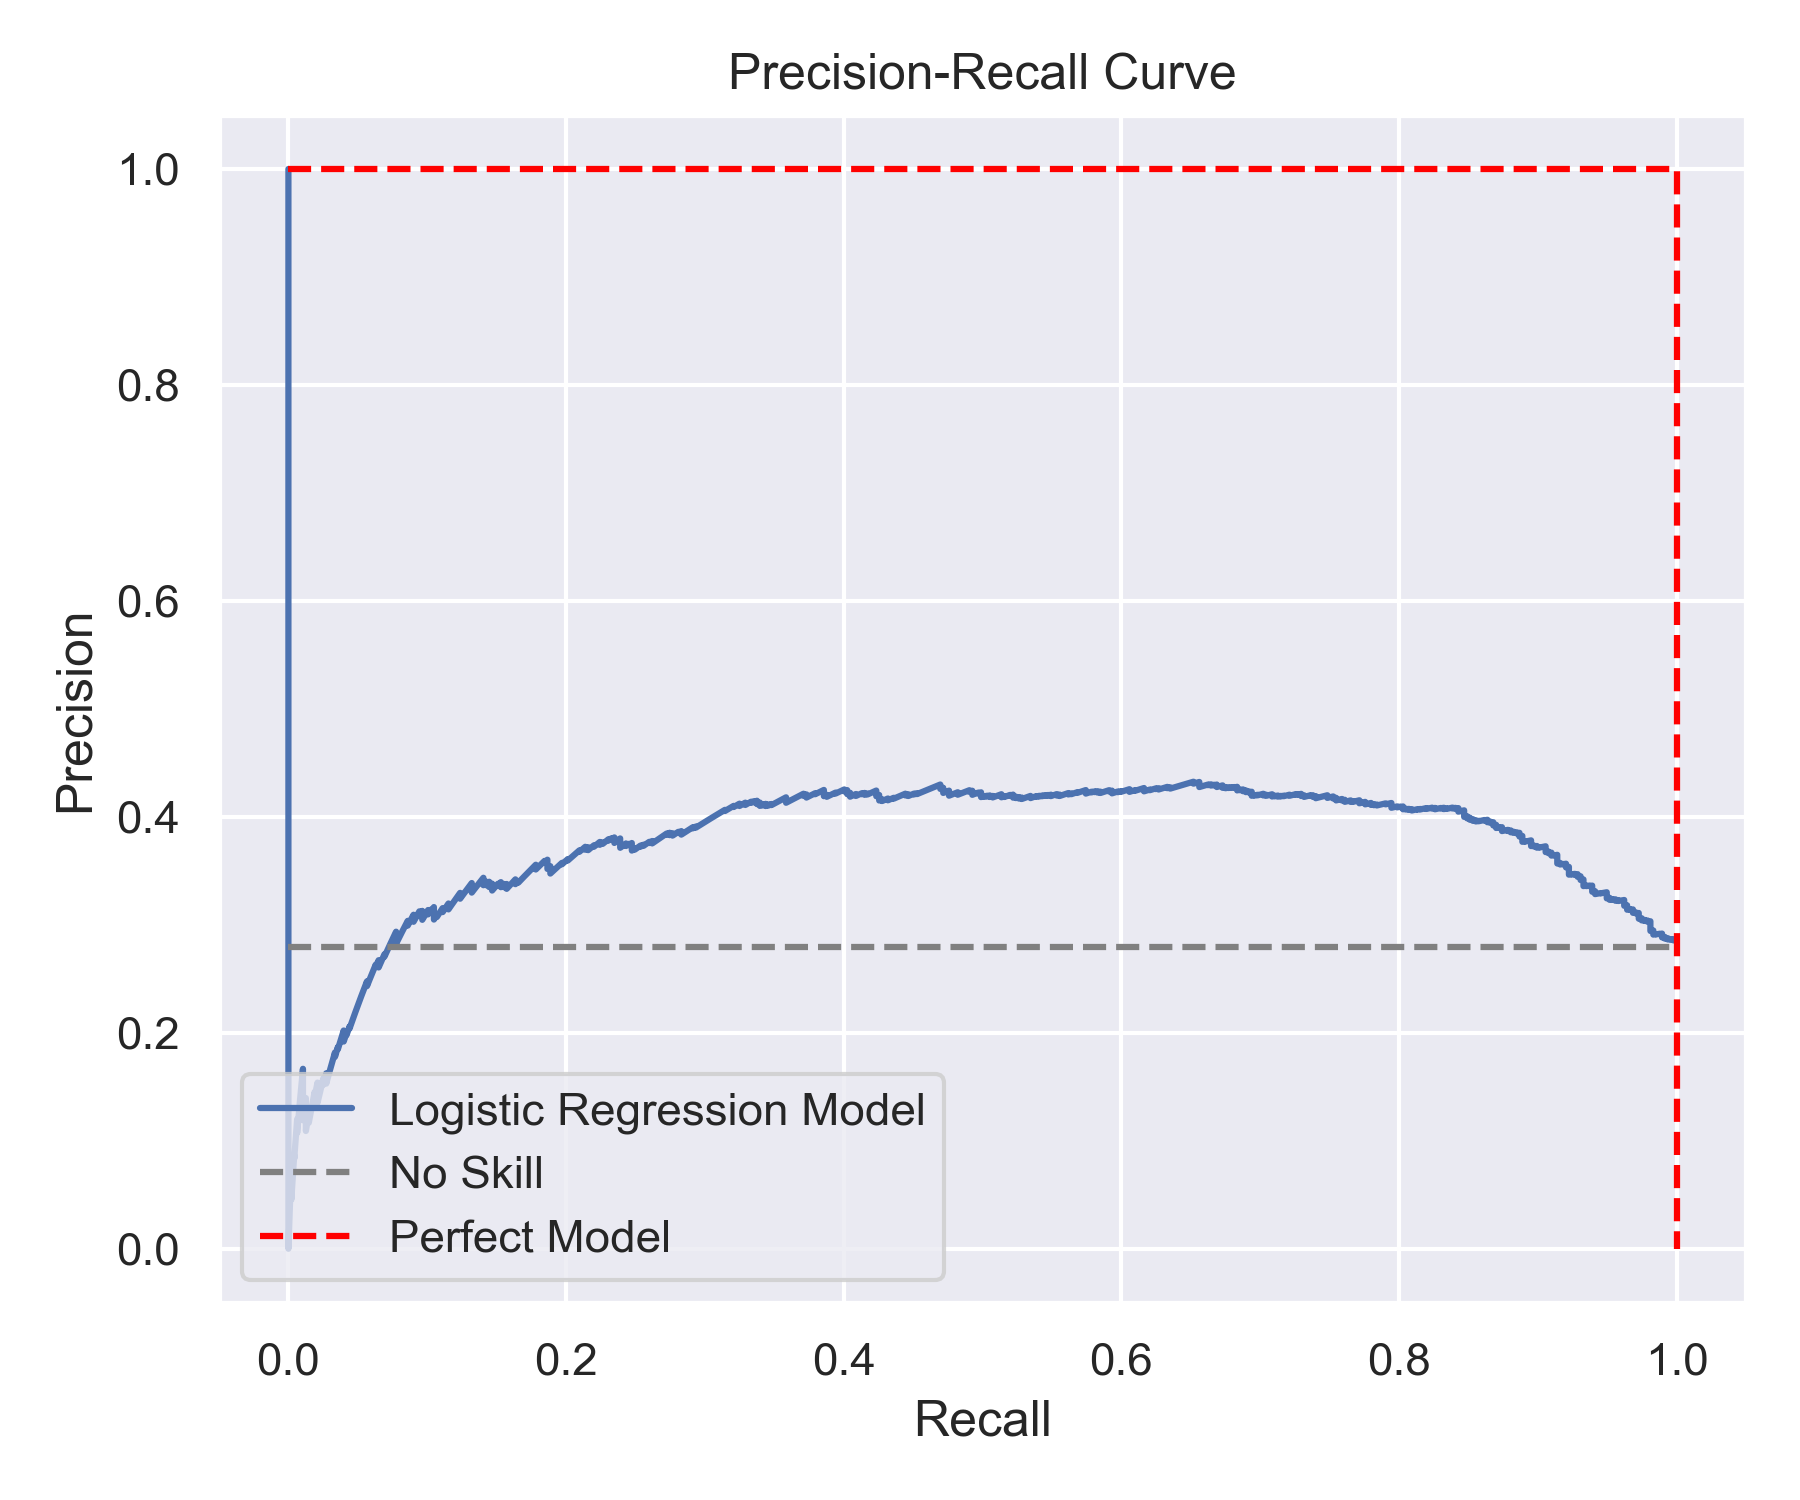 Precision-Recall Curve
1.0
0.8
0.6
0.4
0.2
0.0
Precision
Logistic Regression Model
No Skill
Perfect Model
0.0 0.2 0.4 0.6 0.8 1.0
Recall